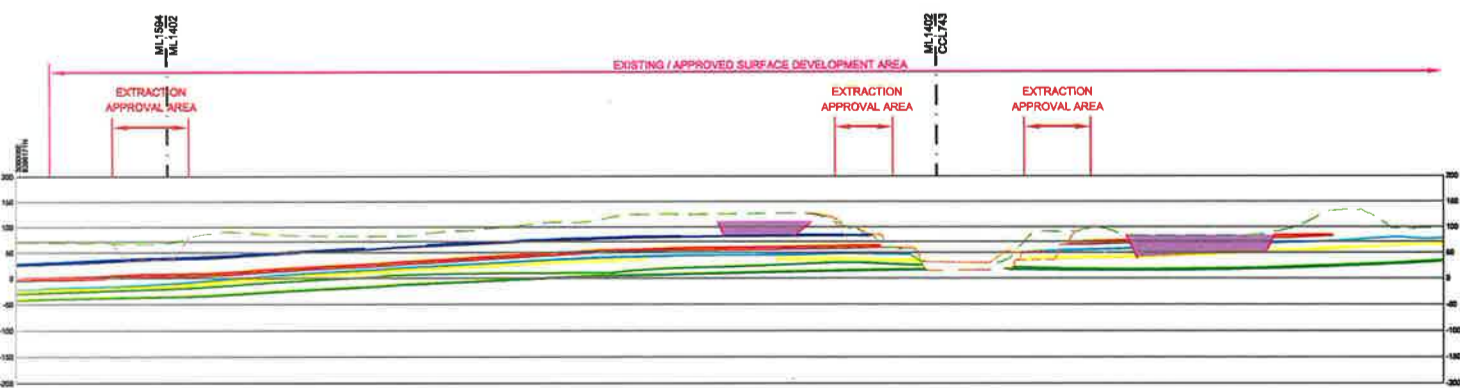 ML1594
ML1402
ML1402
CCL743
EXISTING / APPROVED SURFACE DEVELOPMENT AREA
EXTRACTION
APPROVAL AREA
EXTRACTION
APPROVAL AREA
EXTRACTION
APPROVAL AREA
200
200
150
150
100
100
50
50
0
0
-50
-50
-100
-100
-150
-150
-200
-200